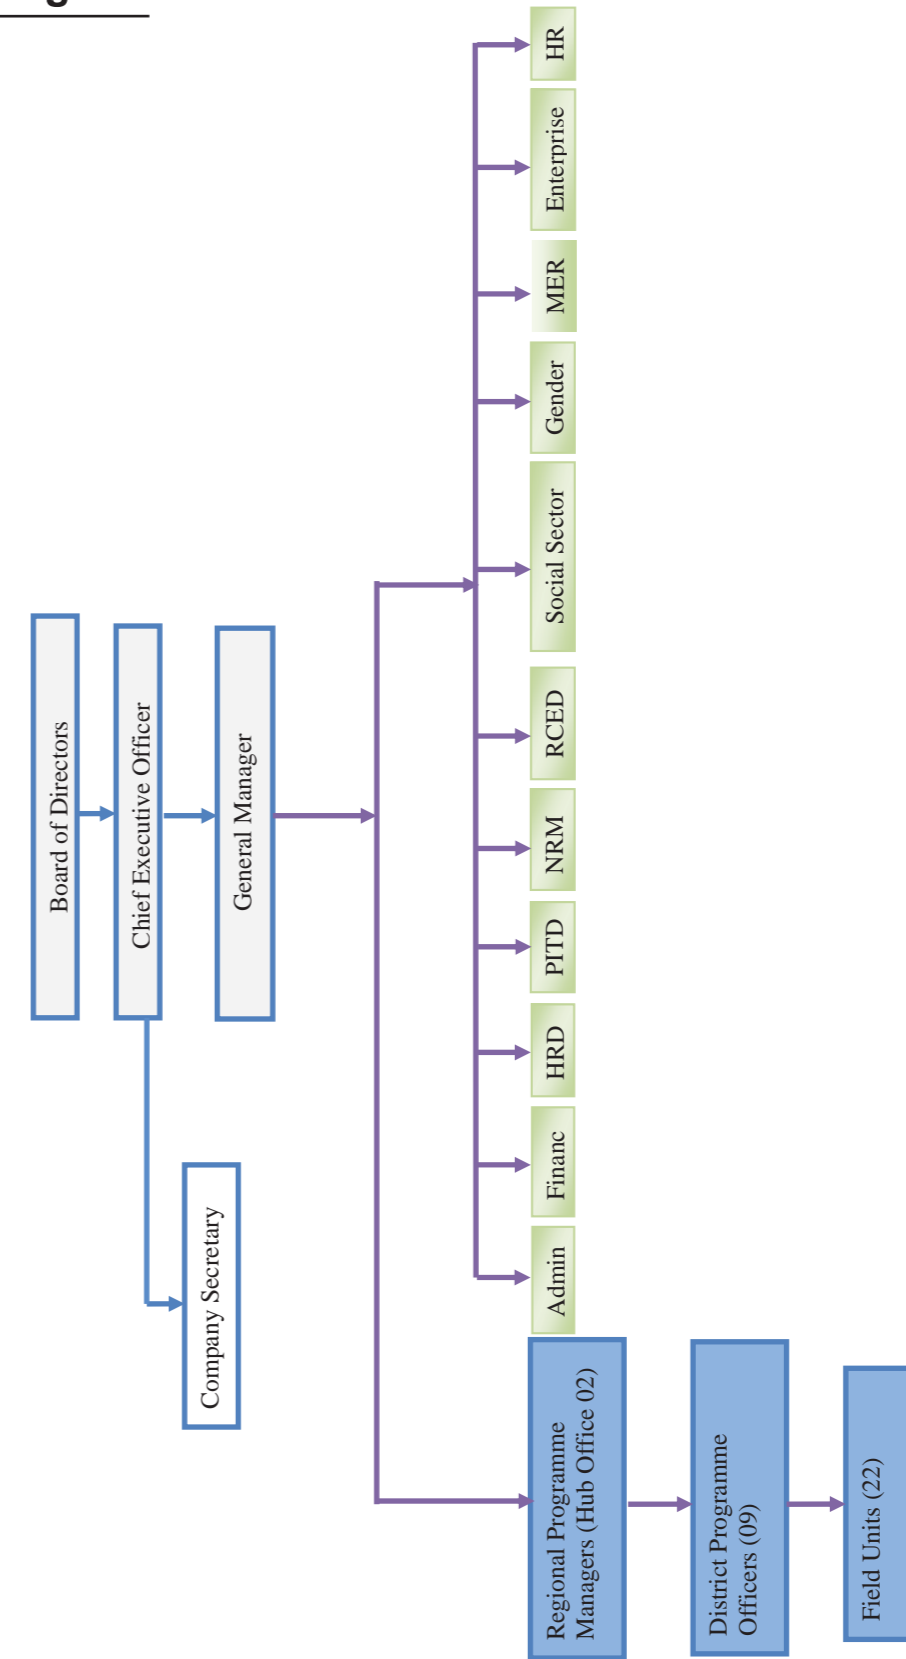 Board of Directors
Chief Executive Officer
Company Secretary
General Manager
Regional Programme
Managers (Hub Office 02)
Admin
Financ
HRD
PITD
NRM
RCED
Social Sector
Gender
MER
Enterprise
HR
District Programme
Officers (09)
Field Units (22)